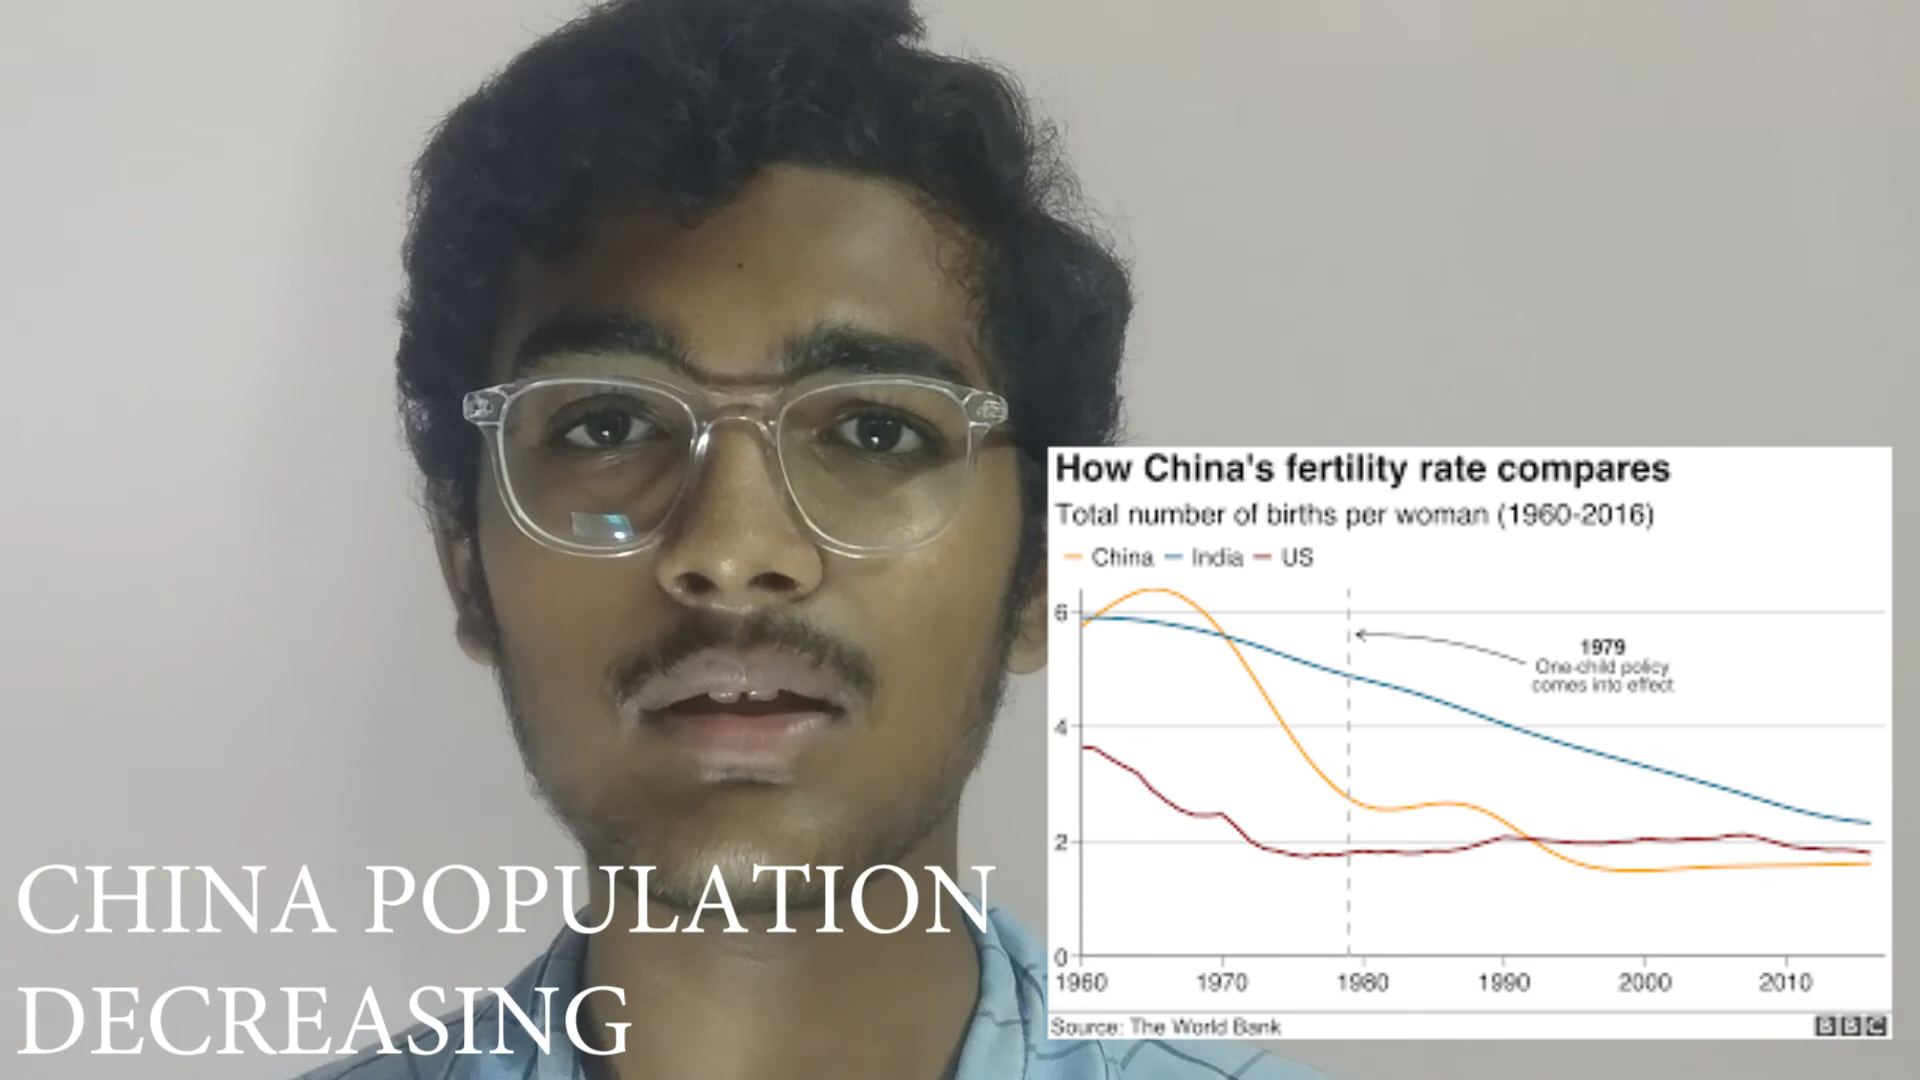 How China's fertility rate compares
Total number of births per woman (1960-2016)
China India US
6
1979
One-child policy
comes into effect
4
2
0
1960 1970 1980 1990 2000 2010
Source: The World Bank
BBC
CHINA POPULATION
DECREASING